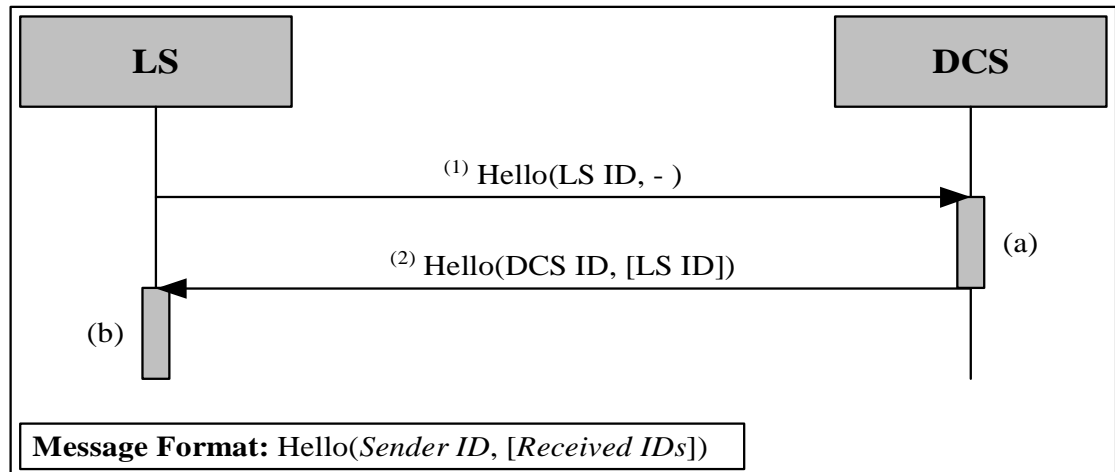 LS
DCS
(1) Hello(LS ID, - )
(a)
(2) Hello(DCS ID, [LS ID])
(b)
Message Format: Hello(Sender ID, [Received IDs])